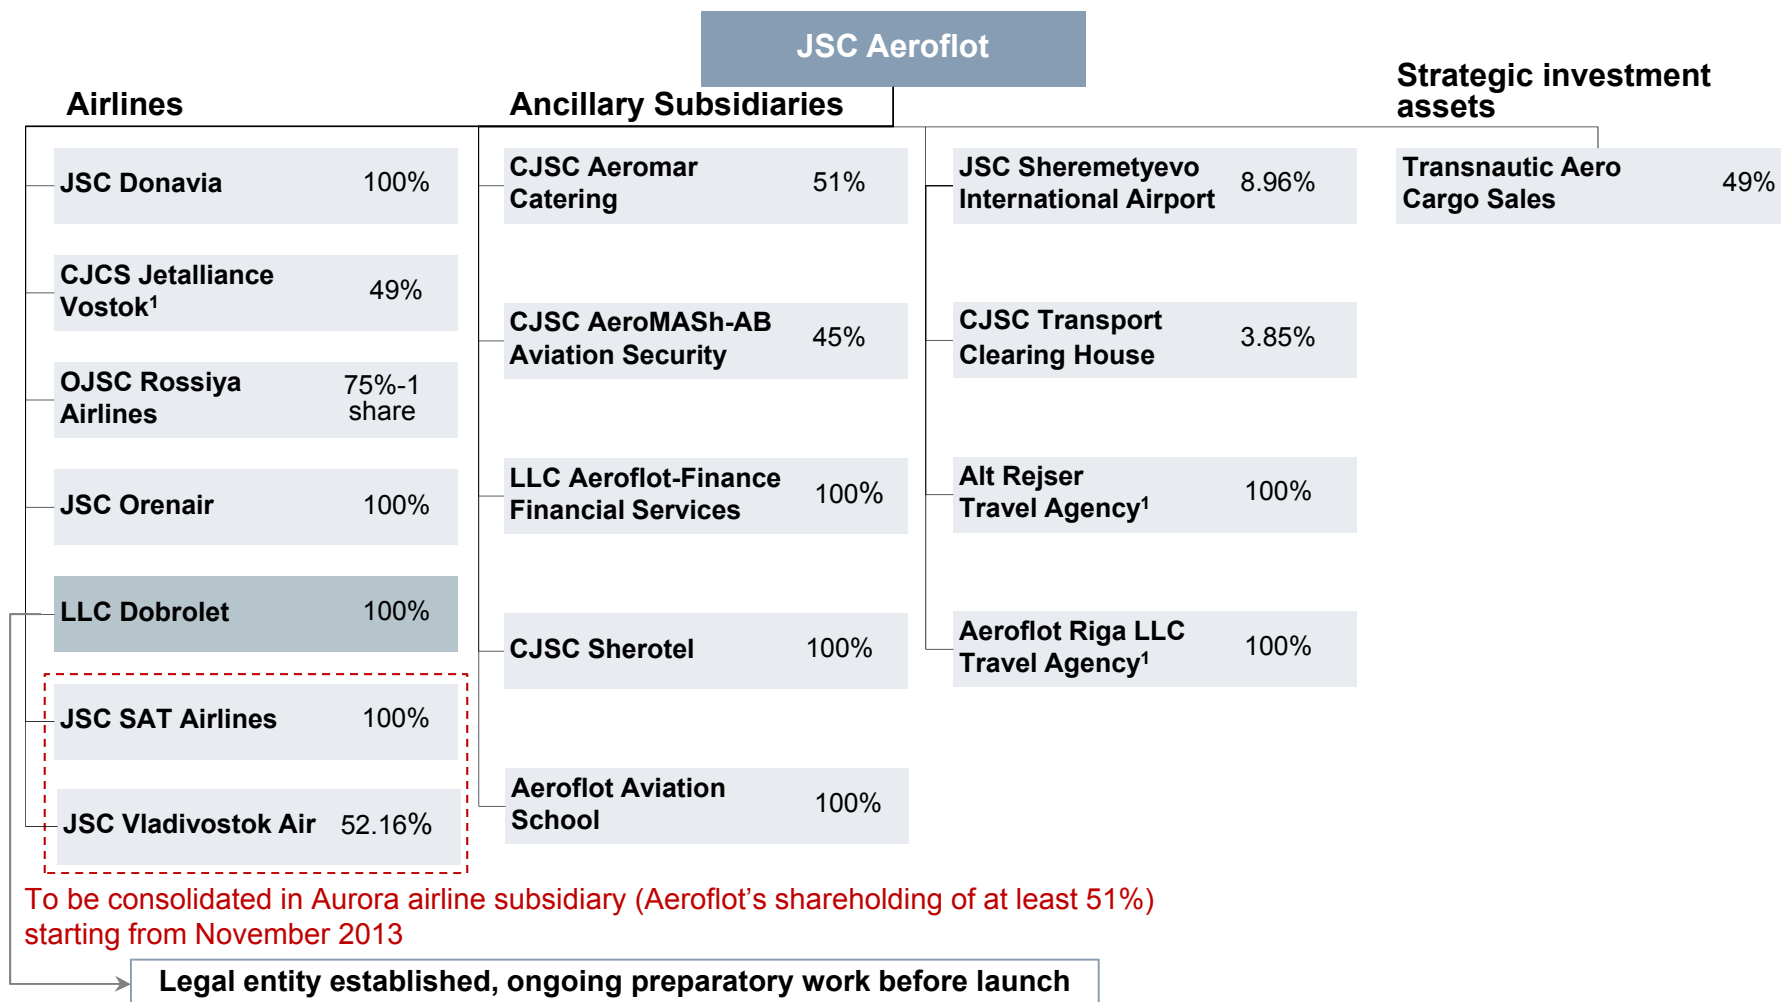 JSC Aeroflot
Airlines
JSC Donavia 100%
CJCS Jetalliance
Vostok¹
49%
OJSC Rossiya
Airlines
75%-1
share
JSC Orenair 100%
LLC Dobrolet 100%
JSC SAT Airlines 100%
JSC Vladivostok Air 52.16%
Ancillary Subsidiaries
CJSC Aeromar
Catering
51%
CJSC AeroMASh-AB
Aviation Security
45%
LLC Aeroflot-Finance
Financial Services
100%
CJSC Sherotel 100%
Aeroflot Aviation
School
100%
JSC Sheremetyevo
International Airport
8.96%
CJSC Transport
Clearing House
3.85%
Alt Rejser
Travel Agency¹
100%
Aeroflot Riga LLC
Travel Agency¹
100%
Strategic investment
assets
Transnautic Aero
Cargo Sales
49%
To be consolidated in Aurora airline subsidiary (Aeroflot’s shareholding of at least 51%)
starting from November 2013
Legal entity established, ongoing preparatory work before launch